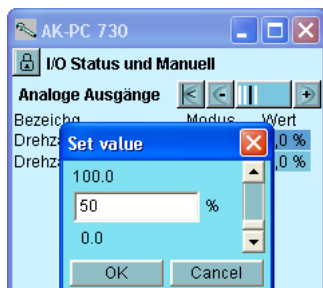 AK-PC 730
I/O Status und Manuell
Analoge Ausgänge
Bezeichg Modus Wert
Drehz ,0 %
Drehz ,0 %
Set value
100.0
50 %
0.0
OK Cancel